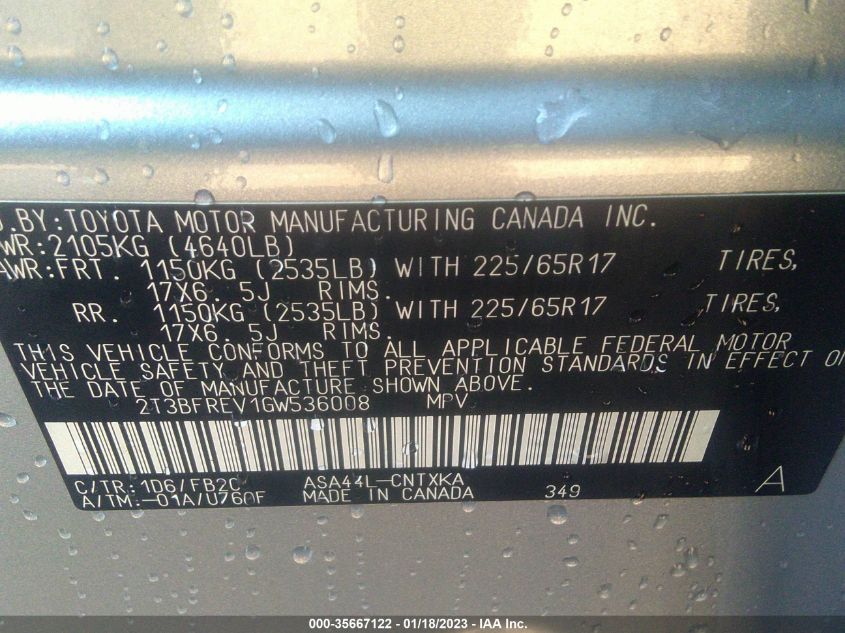 D.BY:TOYOTA MOTOR MANUFACTURING CANADA INC.
WR:2105KG (4640LB)
AWR:FRT. 1150KG (2535LB) WITH 225/65R17 TIRES,
17X6.5J RIMS.
RR. 1150KG (2535LB) WITH 225/65R17 TIRES,
17X6.5J RIMS.
THIS VEHICLE CONFORMS TO ALL APPLICABLE FEDERAL MOTOR
VEHICLE SAFETY AND THEFT PREVENTION STANDARDS IN EFFECT ON
THE DATE OF MANUFACTURE SHOWN ABOVE.
2T3BFREV1GW536008 MPV
C/TR:1D6/FB20 ASA44L-CNTXKA
A/TM:-01A/U760F MADE IN CANADA 349 A
000-35667122 - 01/18/2023 - IAA Inc.